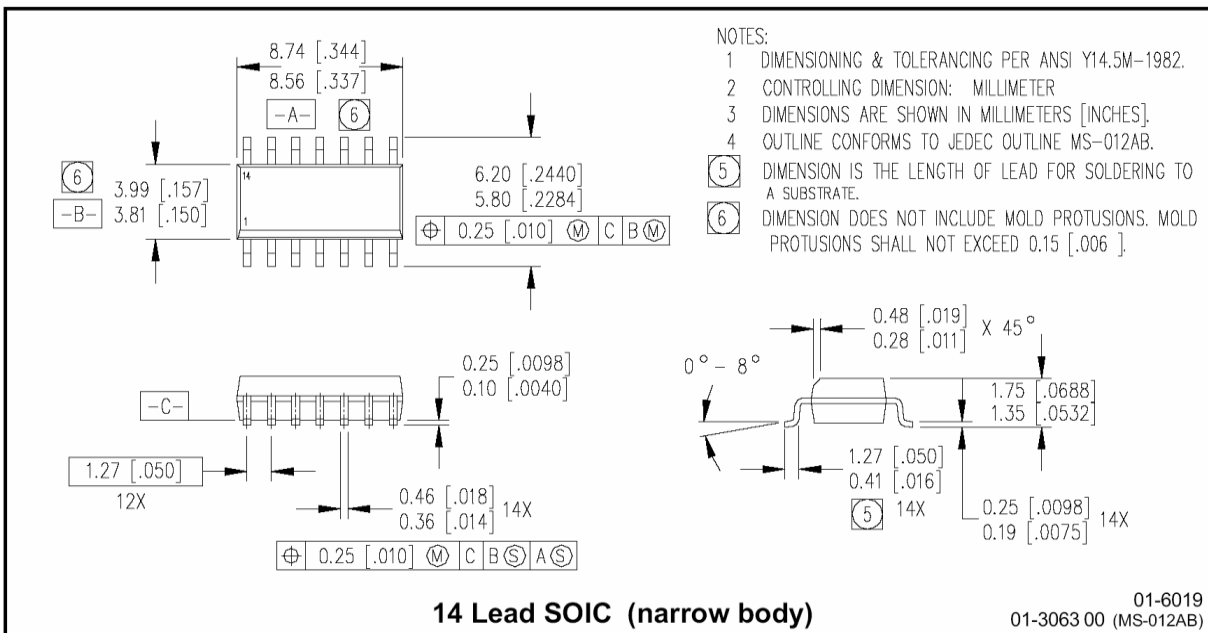 8.74 [.344]
8.56 [.337]
-A- 6
14
1
6
3.99 [.157]
-B- 3.81 [.150]
6.20 [.2440]
5.80 [.2284]
⌖ 0.25 [.010] Ⓜ C B Ⓜ
NOTES:
1 DIMENSIONING & TOLERANCING PER ANSI Y14.5M-1982.
2 CONTROLLING DIMENSION: MILLIMETER
3 DIMENSIONS ARE SHOWN IN MILLIMETERS [INCHES].
4 OUTLINE CONFORMS TO JEDEC OUTLINE MS-012AB.
5 DIMENSION IS THE LENGTH OF LEAD FOR SOLDERING TO
A SUBSTRATE.
6 DIMENSION DOES NOT INCLUDE MOLD PROTUSIONS. MOLD
PROTUSIONS SHALL NOT EXCEED 0.15 [.006 ].
0.25 [.0098]
0.10 [.0040]
-C-
1.27 [.050]
12X
0.46 [.018]
0.36 [.014] 14X
⌖ 0.25 [.010] Ⓜ C B Ⓢ A Ⓢ
0.48 [.019]
0.28 [.011] X 45°
0° - 8°
1.75 [.0688]
1.35 [.0532]
1.27 [.050]
0.41 [.016]
5 14X
0.25 [.0098]
0.19 [.0075] 14X
14 Lead SOIC (narrow body)
01-6019
01-3063 00 (MS-012AB)